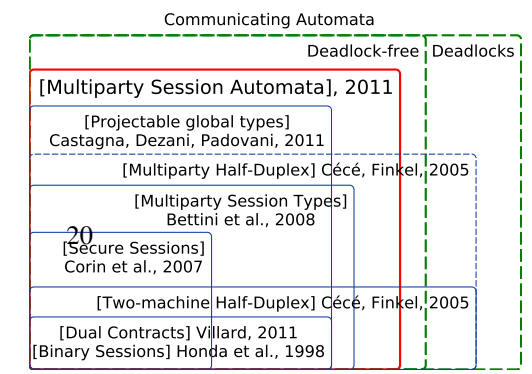 Communicating Automata
Deadlock-free
Deadlocks
[Multiparty Session Automata], 2011
[Projectable global types]
Castagna, Dezani, Padovani, 2011
[Multiparty Half-Duplex] Cécé, Finkel, 2005
[Multiparty Session Types]
Bettini et al., 2008
20
[Secure Sessions]
Corin et al., 2007
[Two-machine Half-Duplex] Cécé, Finkel, 2005
[Dual Contracts] Villard, 2011
[Binary Sessions] Honda et al., 1998